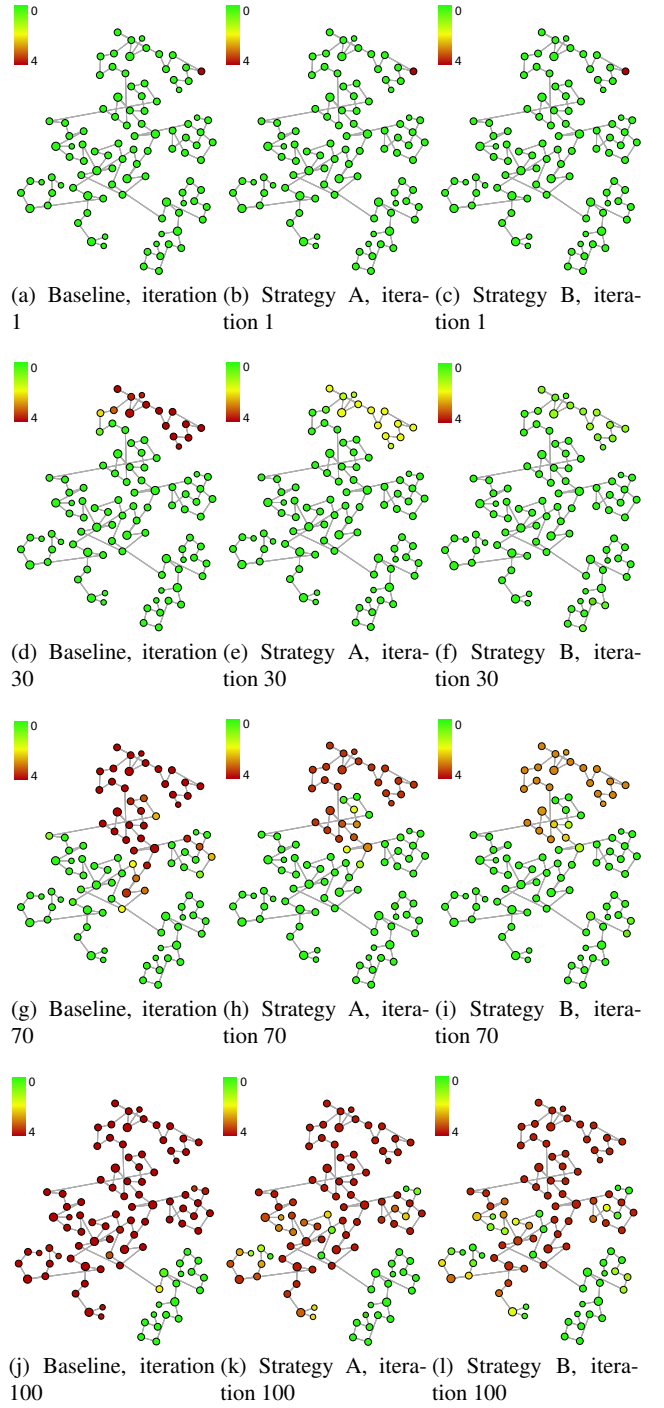 0 0 0
4 4 4
(a) Baseline, iteration (b) Strategy A, itera- (c) Strategy B, itera-
1 tion 1 tion 1
0 0 0
4 4 4
(d) Baseline, iteration (e) Strategy A, itera- (f) Strategy B, itera-
30 tion 30 tion 30
0 0 0
4 4 4
(g) Baseline, iteration (h) Strategy A, itera- (i) Strategy B, itera-
70 tion 70 tion 70
0 0 0
4 4 4
(j) Baseline, iteration (k) Strategy A, itera- (l) Strategy B, itera-
100 tion 100 tion 100